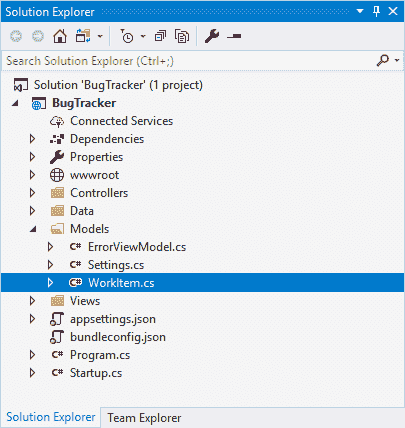 Solution Explorer
Search Solution Explorer (Ctrl+;)
Solution 'BugTracker' (1 project)
BugTracker
Connected Services
Dependencies
Properties
wwwroot
Controllers
Data
Models
C# ErrorViewModel.cs
C# Settings.cs
C# WorkItem.cs
Views
appsettings.json
bundleconfig.json
C# Program.cs
C# Startup.cs
Solution Explorer Team Explorer